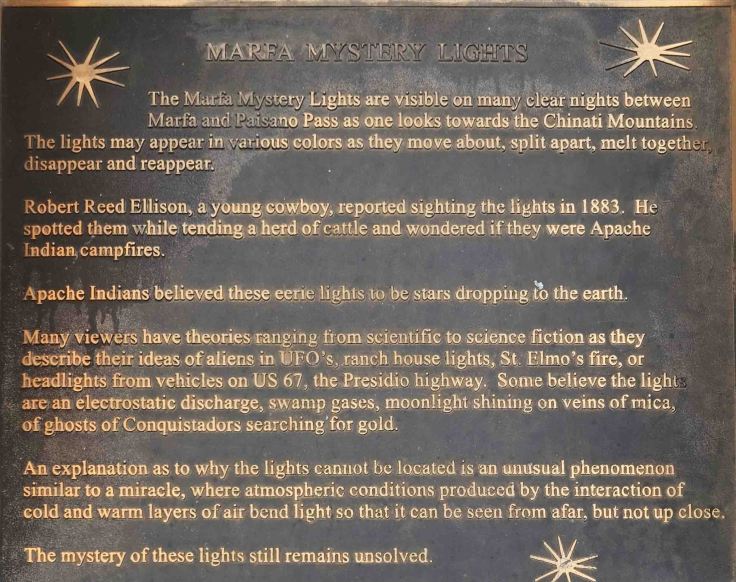 MARFA MYSTERY LIGHTS
The Marfa Mystery Lights are visible on many clear nights between
Marfa and Paisano Pass as one looks towards the Chinati Mountains.
The lights may appear in various colors as they move about, split apart, melt together,
disappear and reappear.
Robert Reed Ellison, a young cowboy, reported sighting the lights in 1883. He
spotted them while tending a herd of cattle and wondered if they were Apache
Indian campfires.
Apache Indians believed these eerie lights to be stars dropping to the earth.
Many viewers have theories ranging from scientific to science fiction as they
describe their ideas of aliens in UFO's, ranch house lights, St. Elmo's fire, or
headlights from vehicles on US 67, the Presidio highway. Some believe the lights
are an electrostatic discharge, swamp gases, moonlight shining on veins of mica,
of ghosts of Conquistadors searching for gold.
An explanation as to why the lights cannot be located is an unusual phenomenon
similar to a miracle, where atmospheric conditions produced by the interaction of
cold and warm layers of air bend light so that it can be seen from afar, but not up close.
The mystery of these lights still remains unsolved.